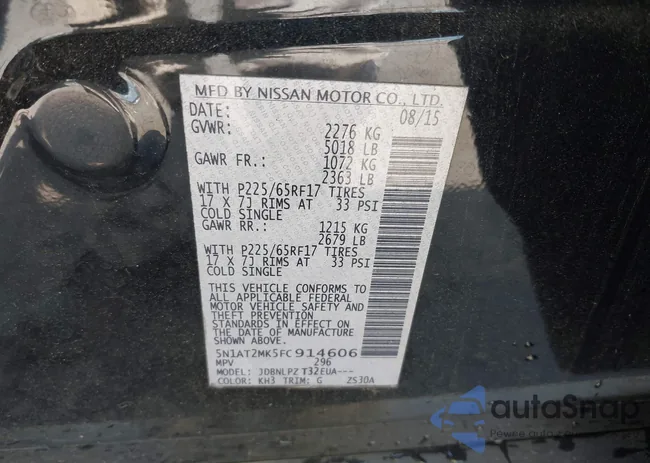 MFD BY NISSAN MOTOR CO., LTD.
DATE: 08/15
GVWR: 2276 KG
5018 LB
GAWR FR.: 1072 KG
2363 LB
WITH P225/65RF17 TIRES
17 X 7J RIMS AT 33 PSI
COLD SINGLE
GAWR RR.: 1215 KG
2679 LB
WITH P225/65RF17 TIRES
17 X 7J RIMS AT 33 PSI
COLD SINGLE
THIS VEHICLE CONFORMS TO
ALL APPLICABLE FEDERAL
MOTOR VEHICLE SAFETY AND
THEFT PREVENTION
STANDARDS IN EFFECT ON
THE DATE OF MANUFACTURE
SHOWN ABOVE.
5N1AT2MK5FC914606
MPV 296
MODEL: JDBNLPZ T32EUA---
COLOR: KH3 TRIM: G ZS30A
autaSnap